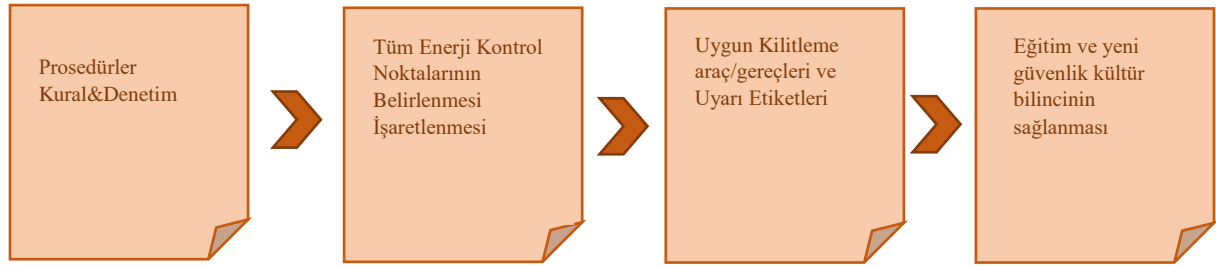 Prosedürler
Kural&Denetim
Tüm Enerji Kontrol
Noktalarının
Belirlenmesi
İşaretlenmesi
Uygun Kilitleme
araç/gereçleri ve
Uyarı Etiketleri
Eğitim ve yeni
güvenlik kültür
bilincinin
sağlanması